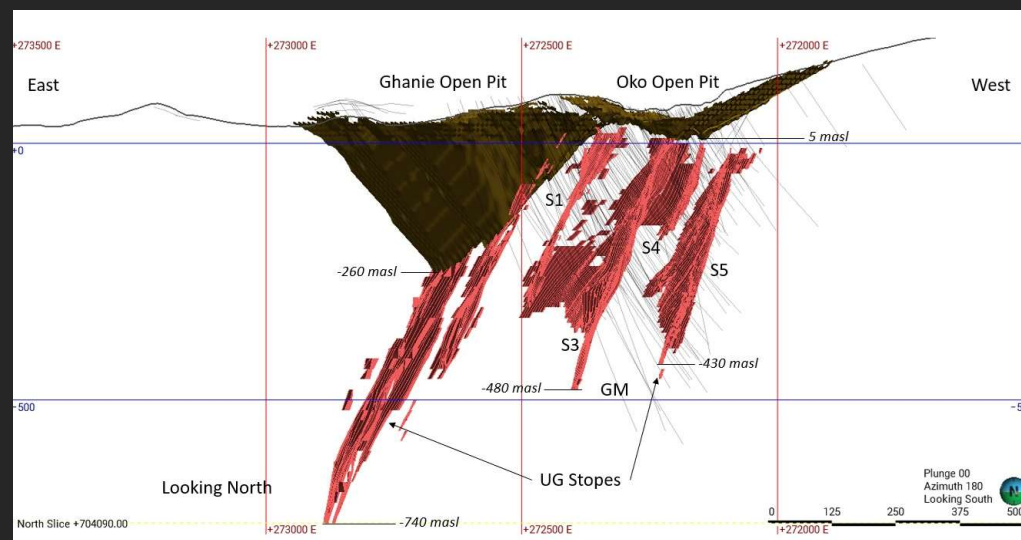 +273500 E
+273000 E
+272500 E
+272000 E
East
Ghanie Open Pit
Oko Open Pit
West
5 masl
+0
S1
S4
S5
-260 masl
S3
-430 masl
-480 masl
GM
-500
-5
UG Stopes
Looking North
Plunge 00
Azimuth 180
Looking South
N
0 125 250 375 500
North Slice +704090.00
+273000 E
-740 masl
+272500 E
+272000 E